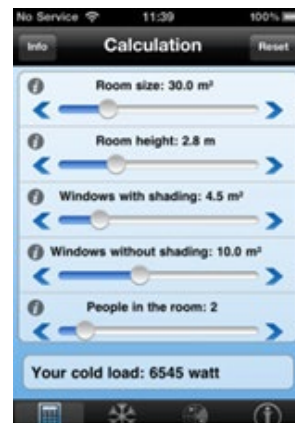 No Service 11:39 100%
Info Calculation Reset
Room size: 30.0 m²
Room height: 2.8 m
Windows with shading: 4.5 m²
Windows without shading: 10.0 m²
People in the room: 2
Your cold load: 6545 watt